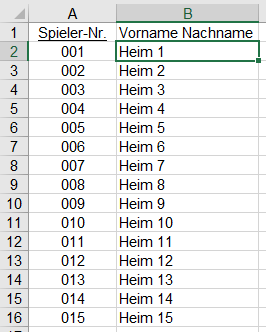 A B
1 Spieler-Nr. Vorname Nachname
2 001 Heim 1
3 002 Heim 2
4 003 Heim 3
5 004 Heim 4
6 005 Heim 5
7 006 Heim 6
8 007 Heim 7
9 008 Heim 8
10 009 Heim 9
11 010 Heim 10
12 011 Heim 11
13 012 Heim 12
14 013 Heim 13
15 014 Heim 14
16 015 Heim 15